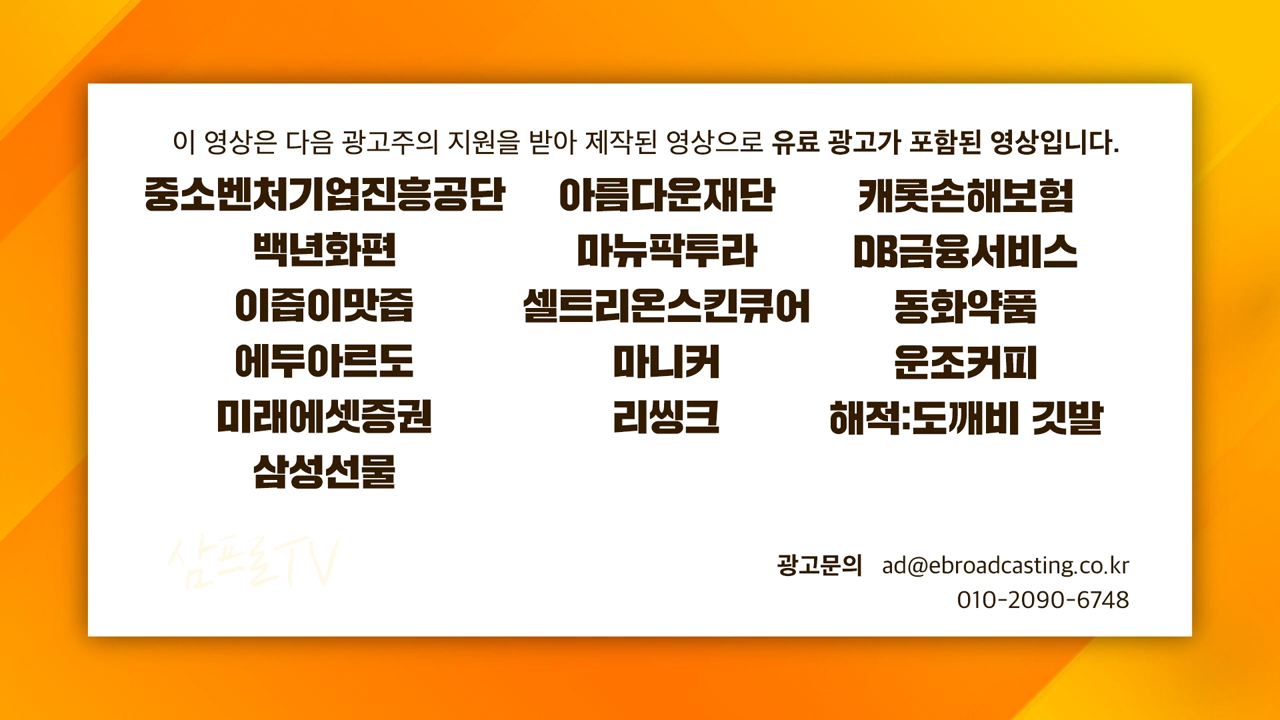 이 영상은 다음 광고주의 지원을 받아 제작된 영상으로 유료 광고가 포함된 영상입니다.
중소벤처기업진흥공단 아름다운재단 캐롯손해보험
백년화편 마뉴팍투라 DB금융서비스
이즙이맛즙 셀트리온스킨큐어 동화약품
에두아르도 마니커 운조커피
미래에셋증권 리씽크 해적:도깨비 깃발
삼성선물
삼프로TV
광고문의 ad@ebroadcasting.co.kr
010-2090-6748